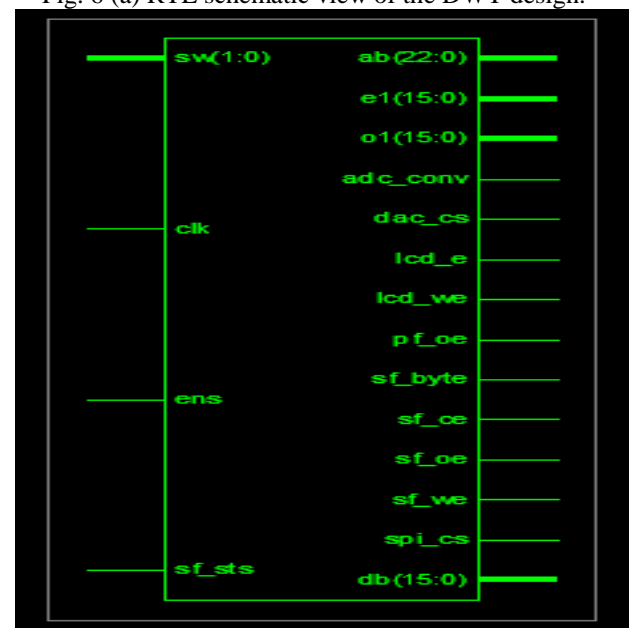 Fig. 6 (a) RTL schematic view of the DWT design.
sw(1:0) ab(22:0)
e1(15:0)
o1(15:0)
adc_conv
clk dac_cs
lcd_e
lcd_we
pf_oe
sf_byte
ens sf_ce
sf_oe
sf_we
spi_cs
sf_sts db(15:0)